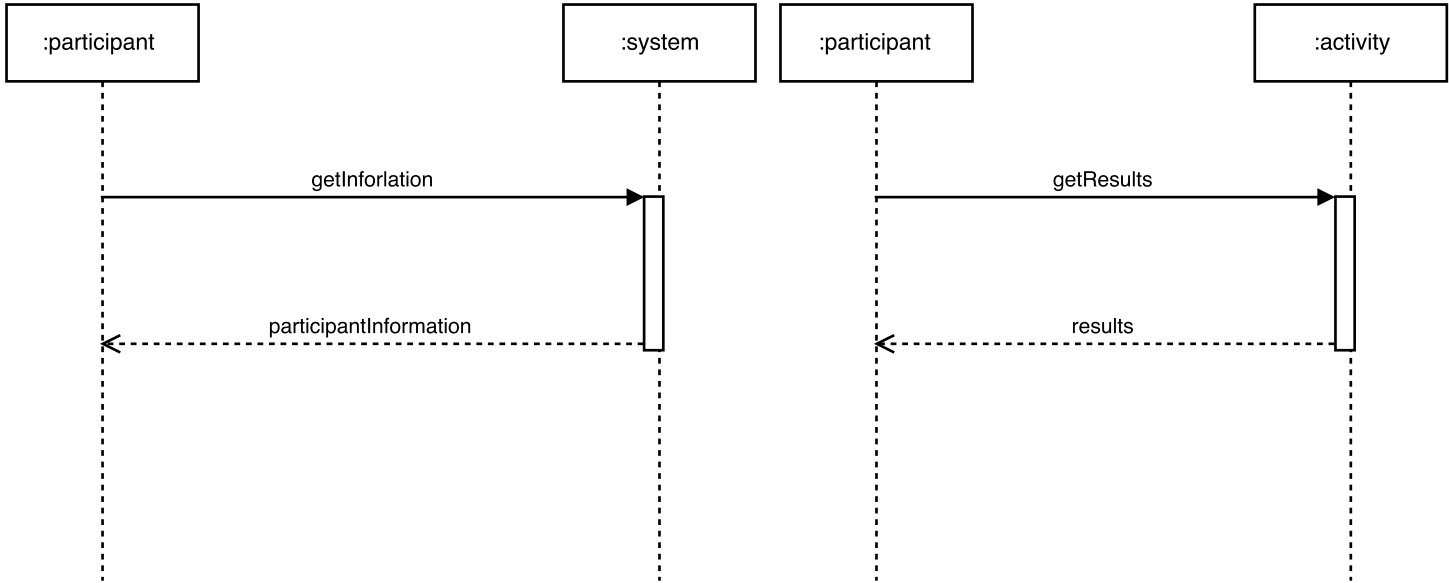 :participant
:system
:participant
:activity
getInforlation
getResults
participantInformation
results